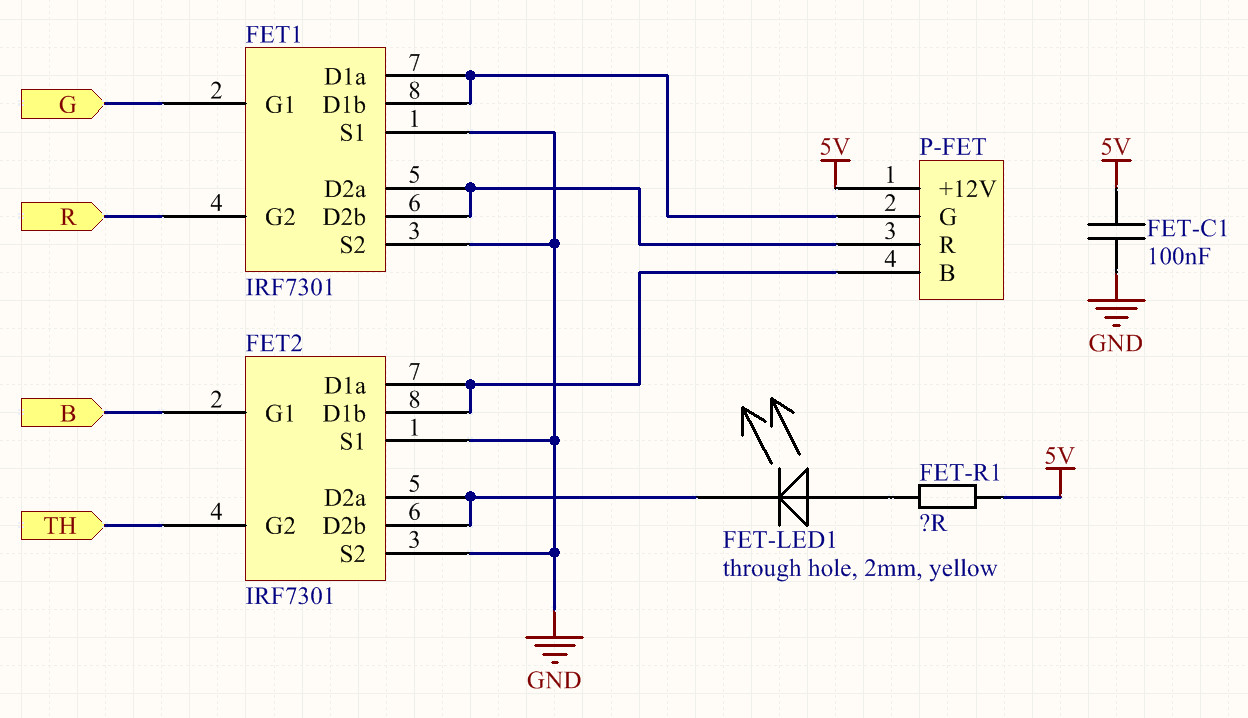 FET1
G
2
G1
D1a
7
D1b
8
S1
1
R
4
G2
D2a
5
D2b
6
S2
3
IRF7301
5V
P-FET
1
+12V
2
G
3
R
4
B
5V
FET-C1
100nF
GND
FET2
B
2
G1
D1a
7
D1b
8
S1
1
TH
4
G2
D2a
5
D2b
6
S2
3
IRF7301
FET-LED1
through hole, 2mm, yellow
FET-R1
?R
5V
GND